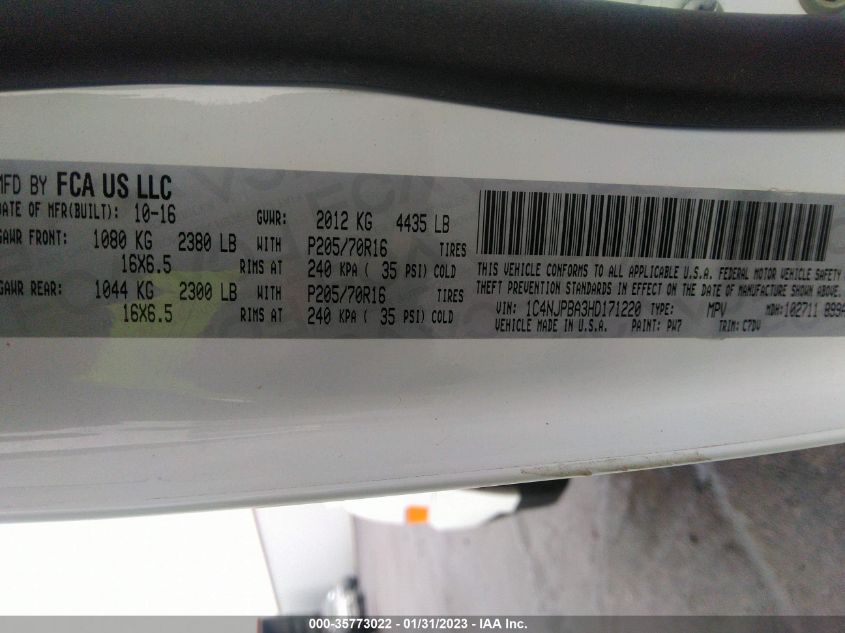 MFD BY FCA US LLC
DATE OF MFR(BUILT): 10-16 GVWR: 2012 KG 4435 LB
GAWR FRONT: 1080 KG 2380 LB WITH P205/70R16 TIRES
16X6.5 RIMS AT 240 KPA ( 35 PSI) COLD
GAWR REAR: 1044 KG 2300 LB WITH P205/70R16 TIRES
16X6.5 RIMS AT 240 KPA ( 35 PSI) COLD
THIS VEHICLE CONFORMS TO ALL APPLICABLE U.S.A. FEDERAL MOTOR VEHICLE SAFETY
THEFT PREVENTION STANDARDS IN EFFECT ON THE DATE OF MANUFACTURE SHOWN ABOVE.
VIN: 1C4NJPBA3HD171220 TYPE: MPV MDH: 102711 099A
VEHICLE MADE IN U.S.A. PAINT: PW7 TRIM: C7DV
000-35773022 - 01/31/2023 - IAA Inc.